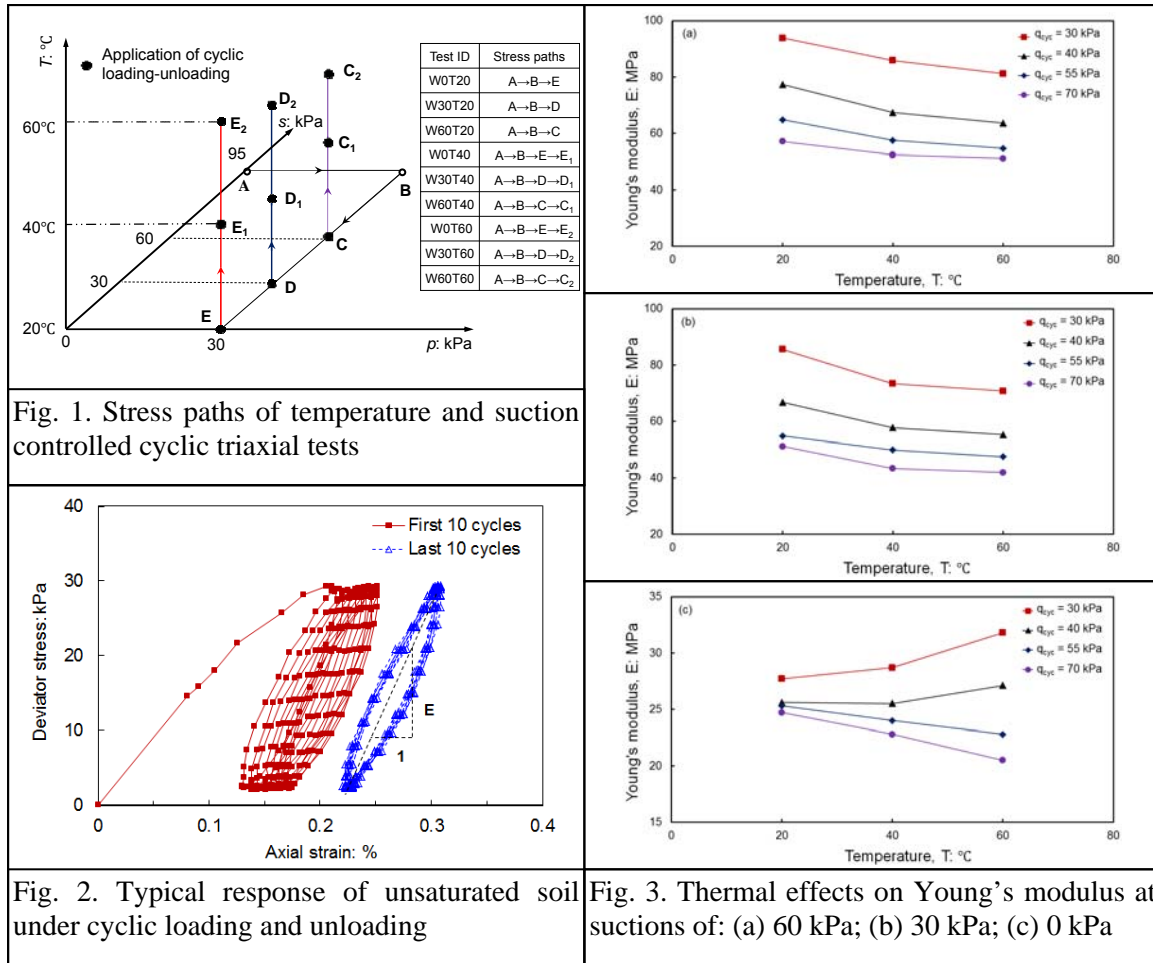 T: ℃
Application of cyclic
loading-unloading
Test ID Stress paths
W0T20 A→B→E
W30T20 A→B→D
W60T20 A→B→C
W0T40 A→B→E→E1
W30T40 A→B→D→D1
W60T40 A→B→C→C1
W0T60 A→B→E→E2
W30T60 A→B→D→D2
W60T60 A→B→C→C2
C2
D2
s: kPa
60℃
E2
95
C1
A
B
D1
40℃
E1
60
C
30
D
20℃
E
0
30
p: kPa
Fig. 1. Stress paths of temperature and suction
controlled cyclic triaxial tests
40
First 10 cycles
Last 10 cycles
30
Deviator stress: kPa
20
E
10
1
0
0 0.1 0.2 0.3 0.4
Axial strain: %
Fig. 2. Typical response of unsaturated soil
under cyclic loading and unloading
(a)
qcyc = 30 kPa
qcyc = 40 kPa
qcyc = 55 kPa
qcyc = 70 kPa
100
80
60
40
20
Young's modulus, E: MPa
0 20 40 60 80
Temperature, T: ℃
(b)
qcyc = 30 kPa
qcyc = 40 kPa
qcyc = 55 kPa
qcyc = 70 kPa
100
80
60
40
20
Young's modulus, E: MPa
0 20 40 60 80
Temperature, T: ℃
(c)
qcyc = 30 kPa
qcyc = 40 kPa
qcyc = 55 kPa
qcyc = 70 kPa
35
30
25
20
15
Young's modulus, E: MPa
0 20 40 60 80
Temperature, T: ℃
Fig. 3. Thermal effects on Young’s modulus at
suctions of: (a) 60 kPa; (b) 30 kPa; (c) 0 kPa